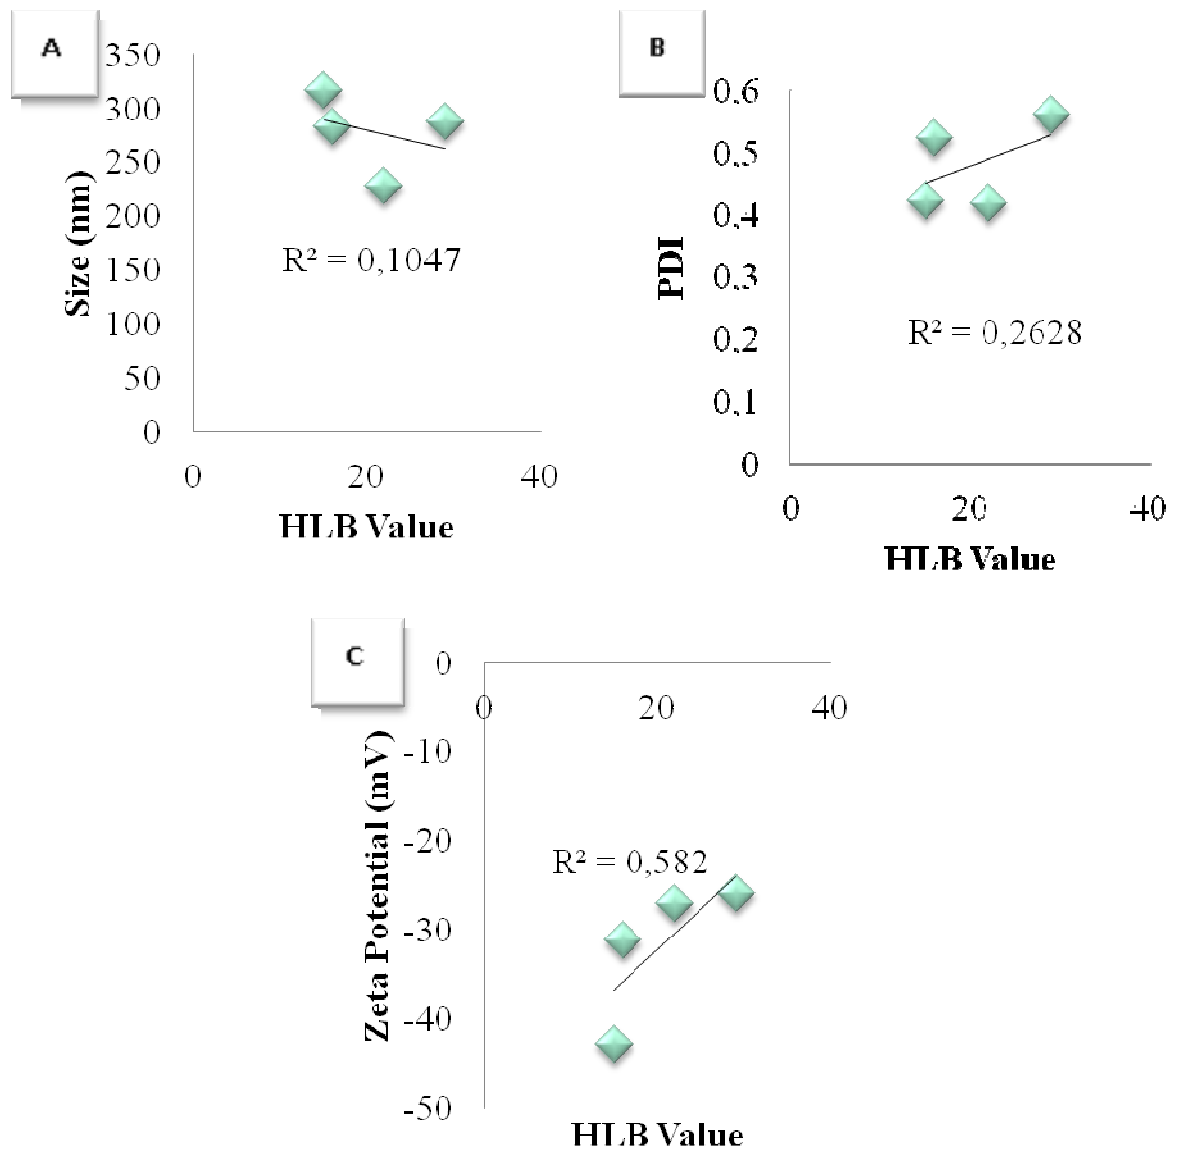 A
350
300
250
200
150
100
50
0
Size (nm)
R² = 0,1047
0 20 40
HLB Value
B
0.6
0.5
0.4
0.3
0.2
0.1
0
PDI
R² = 0,2628
0 20 40
HLB Value
C
0
-10
-20
-30
-40
-50
Zeta Potential (mV)
0 20 40
R² = 0,582
HLB Value